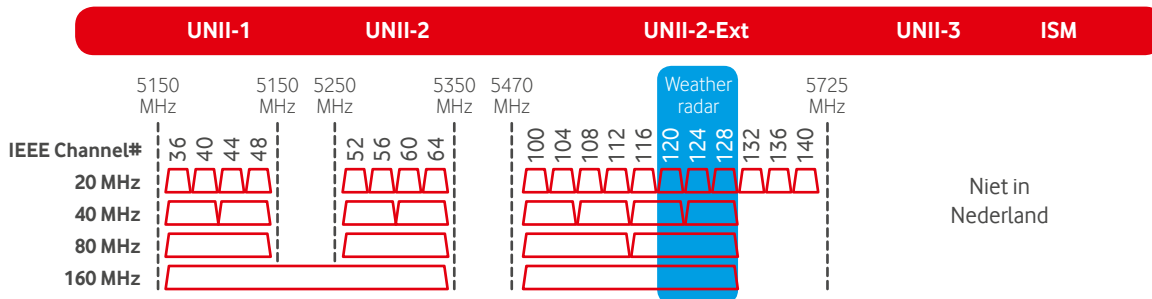 UNII-1 UNII-2 UNII-2-Ext UNII-3 ISM
5150 MHz 5150 MHz 5250 MHz 5350 MHz 5470 MHz Weather radar 5725 MHz
IEEE Channel# 36 40 44 48 52 56 60 64 100 104 108 112 116 120 124 128 132 136 140
20 MHz
40 MHz
80 MHz
160 MHz
Niet in
Nederland